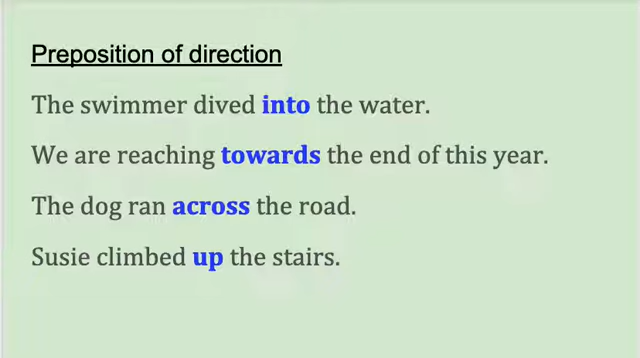 Preposition of direction
The swimmer dived into the water.
We are reaching towards the end of this year.
The dog ran across the road.
Susie climbed up the stairs.